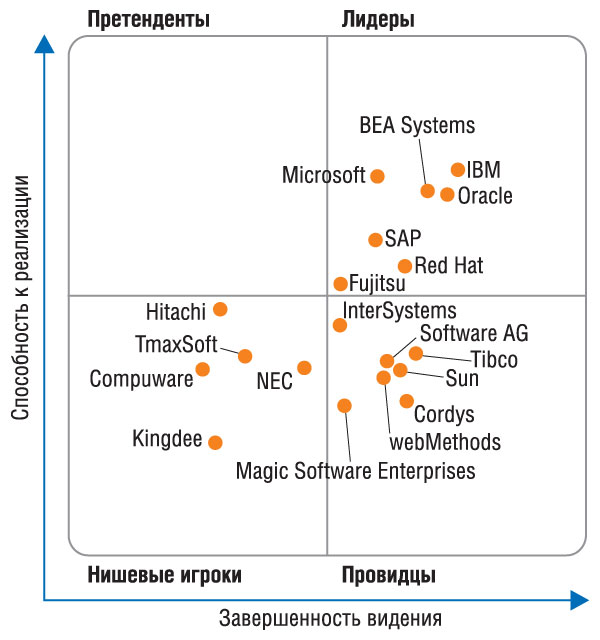 Претенденты
Лидеры
BEA Systems
Microsoft
IBM
Oracle
SAP
Red Hat
Fujitsu
Hitachi
InterSystems
TmaxSoft
Software AG
Tibco
Compuware
NEC
Sun
Cordys
Kingdee
webMethods
Magic Software Enterprises
Нишевые игроки
Провидцы
Способность к реализации
Завершенность видения